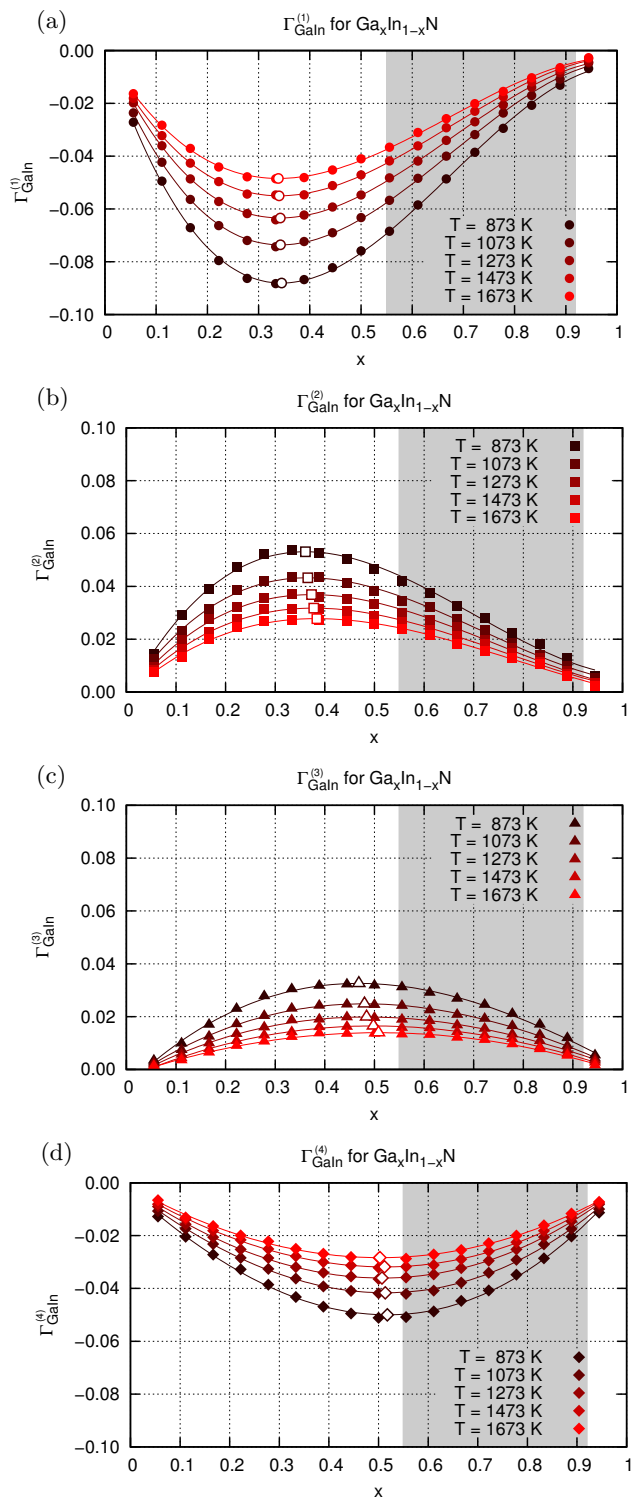 (a)
Γ_GaIn^(1) for Ga_xIn_1−xN
0.00
−0.02
−0.04
−0.06
−0.08
−0.10
Γ_GaIn^(1)
T = 873 K
T = 1073 K
T = 1273 K
T = 1473 K
T = 1673 K
0 0.1 0.2 0.3 0.4 0.5 0.6 0.7 0.8 0.9 1
x
(b)
Γ_GaIn^(2) for Ga_xIn_1−xN
0.10
0.08
0.06
0.04
0.02
0.00
Γ_GaIn^(2)
T = 873 K
T = 1073 K
T = 1273 K
T = 1473 K
T = 1673 K
0 0.1 0.2 0.3 0.4 0.5 0.6 0.7 0.8 0.9 1
x
(c)
Γ_GaIn^(3) for Ga_xIn_1−xN
0.10
0.08
0.06
0.04
0.02
0.00
Γ_GaIn^(3)
T = 873 K
T = 1073 K
T = 1273 K
T = 1473 K
T = 1673 K
0 0.1 0.2 0.3 0.4 0.5 0.6 0.7 0.8 0.9 1
x
(d)
Γ_GaIn^(4) for Ga_xIn_1−xN
0.00
−0.02
−0.04
−0.06
−0.08
−0.10
Γ_GaIn^(4)
T = 873 K
T = 1073 K
T = 1273 K
T = 1473 K
T = 1673 K
0 0.1 0.2 0.3 0.4 0.5 0.6 0.7 0.8 0.9 1
x